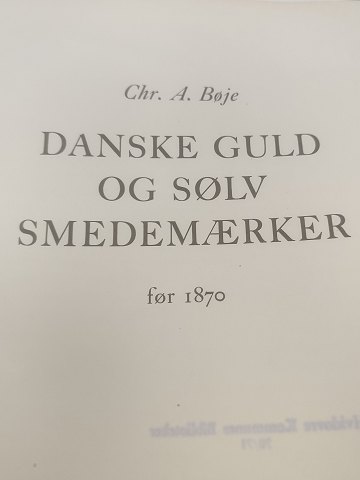 Chr. A. Bøje
DANSKE GULD
OG SØLV
SMEDEMÆRKER
før 1870